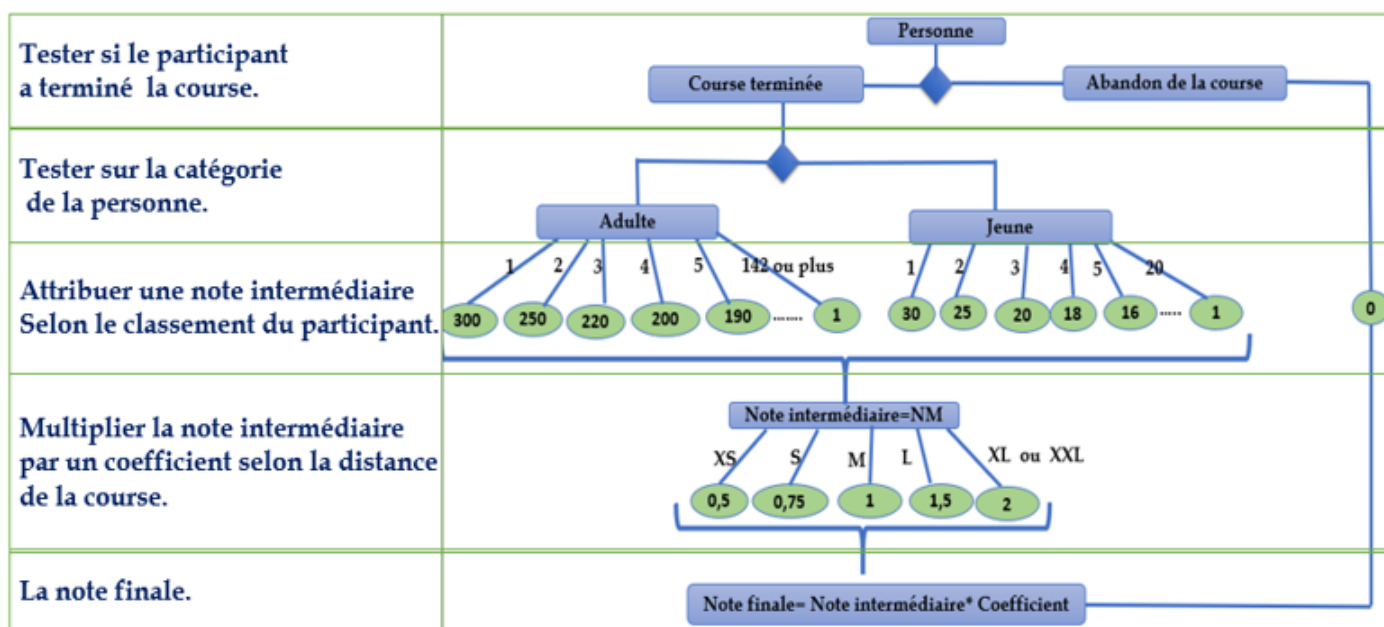 Personne
Tester si le participant
a terminé la course.
Course terminée
Abandon de la course
Tester sur la catégorie
de la personne.
Adulte
Jeune
1 2 3 4 5 142 ou plus
1 2 3 4 5 20
Attribuer une note intermédiaire
Selon le classement du participant.
300 250 220 200 190 ....... 1
30 25 20 18 16 ..... 1
0
Note intermédiaire=NM
Multiplier la note intermédiaire
par un coefficient selon la distance
de la course.
XS S M L XL ou XXL
0,5 0,75 1 1,5 2
La note finale.
Note finale= Note intermédiaire* Coefficient